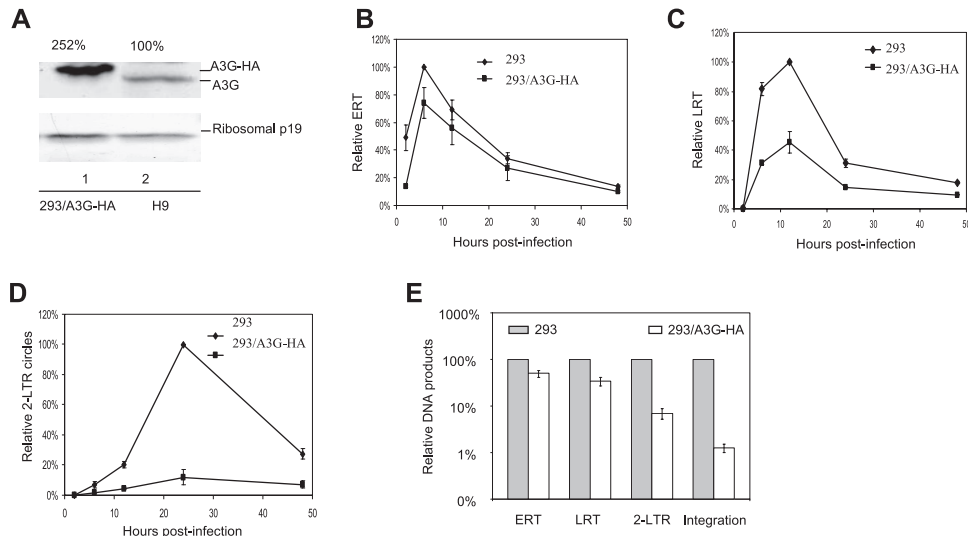 A
252% 100%
A3G-HA
A3G
Ribosomal p19
1 2
293/A3G-HA H9
B
120%
100%
80%
60%
40%
20%
0%
Relative ERT
293
293/A3G-HA
0 10 20 30 40 50
Hours post-infection
C
120%
100%
80%
60%
40%
20%
0%
Relative LRT
293
293/A3G-HA
0 10 20 30 40 50
Hours post-infection
D
120%
100%
80%
60%
40%
20%
0%
Relative 2-LTR circles
293
293/A3G-HA
0 10 20 30 40 50
Hours post-infection
E
1000%
100%
10%
1%
0%
Relative DNA products
293 293/A3G-HA
ERT LRT 2-LTR Integration